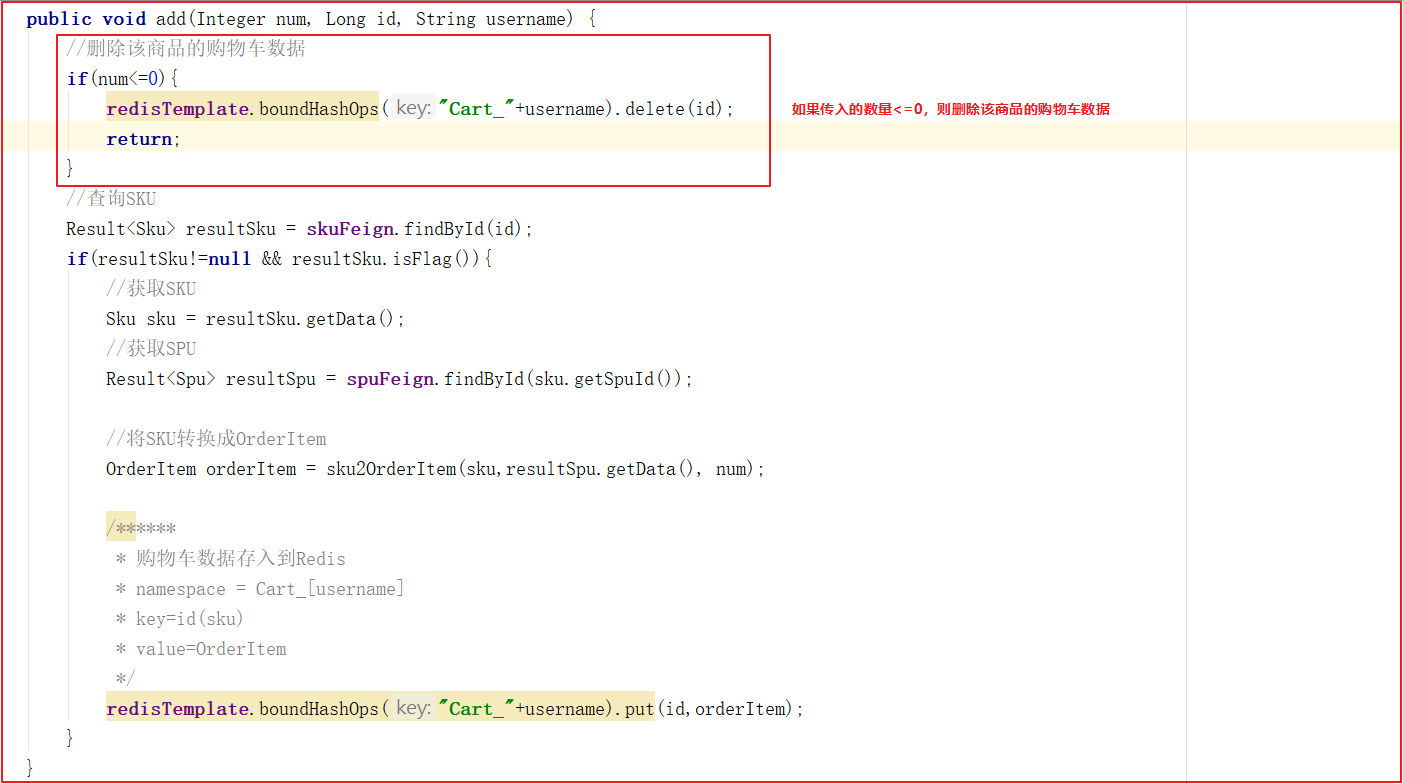 public void add(Integer num, Long id, String username) {
//删除该商品的购物车数据
if(num<=0){
redisTemplate.boundHashOps( key: "Cart_"+username).delete(id);
如果传入的数量<=0，则删除该商品的购物车数据
return;
}
//查询SKU
Result<Sku> resultSku = skuFeign.findById(id);
if(resultSku!=null && resultSku.isFlag()){
//获取SKU
Sku sku = resultSku.getData();
//获取SPU
Result<Spu> resultSpu = spuFeign.findById(sku.getSpuId());
//将SKU转换成OrderItem
OrderItem orderItem = sku2OrderItem(sku,resultSpu.getData(), num);
/******
* 购物车数据存入到Redis
* namespace = Cart_[username]
* key=id(sku)
* value=OrderItem
*/
redisTemplate.boundHashOps( key: "Cart_"+username).put(id,orderItem);
}
}